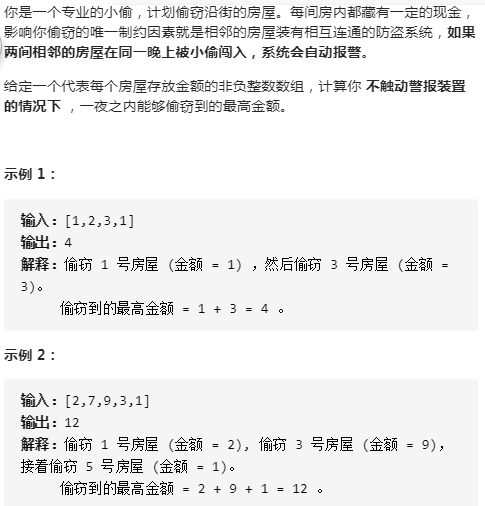 你是一个专业的小偷，计划偷窃沿街的房屋。每间房内都藏有一定的现金，
影响你偷窃的唯一制约因素就是相邻的房屋装有相互连通的防盗系统，如果
两间相邻的房屋在同一晚上被小偷闯入，系统会自动报警。
给定一个代表每个房屋存放金额的非负整数数组，计算你 不触动警报装置
的情况下 ，一夜之内能够偷窃到的最高金额。
示例 1：
输入：[1,2,3,1]
输出：4
解释：偷窃 1 号房屋 (金额 = 1) ，然后偷窃 3 号房屋 (金额 =
3)。
偷窃到的最高金额 = 1 + 3 = 4 。
示例 2：
输入：[2,7,9,3,1]
输出：12
解释：偷窃 1 号房屋 (金额 = 2), 偷窃 3 号房屋 (金额 = 9)，
接着偷窃 5 号房屋 (金额 = 1)。
偷窃到的最高金额 = 2 + 9 + 1 = 12 。